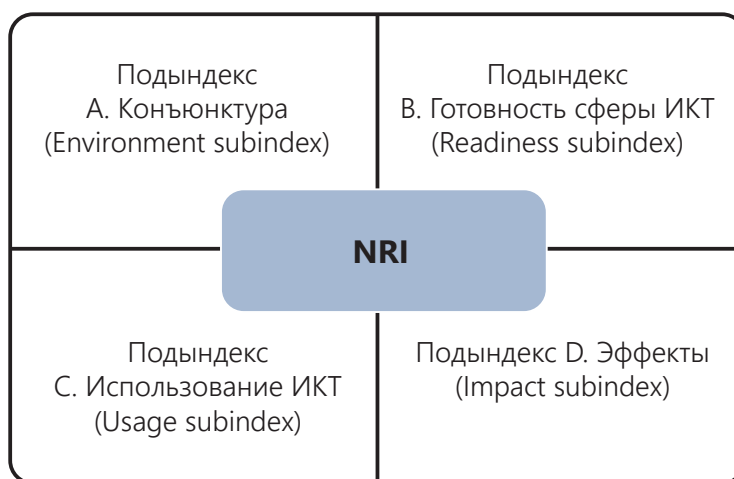 Подындекс
A. Конъюнктура
(Environment subindex)
Подындекс
B. Готовность сферы ИКТ
(Readiness subindex)
NRI
Подындекс
C. Использование ИКТ
(Usage subindex)
Подындекс D. Эффекты
(Impact subindex)